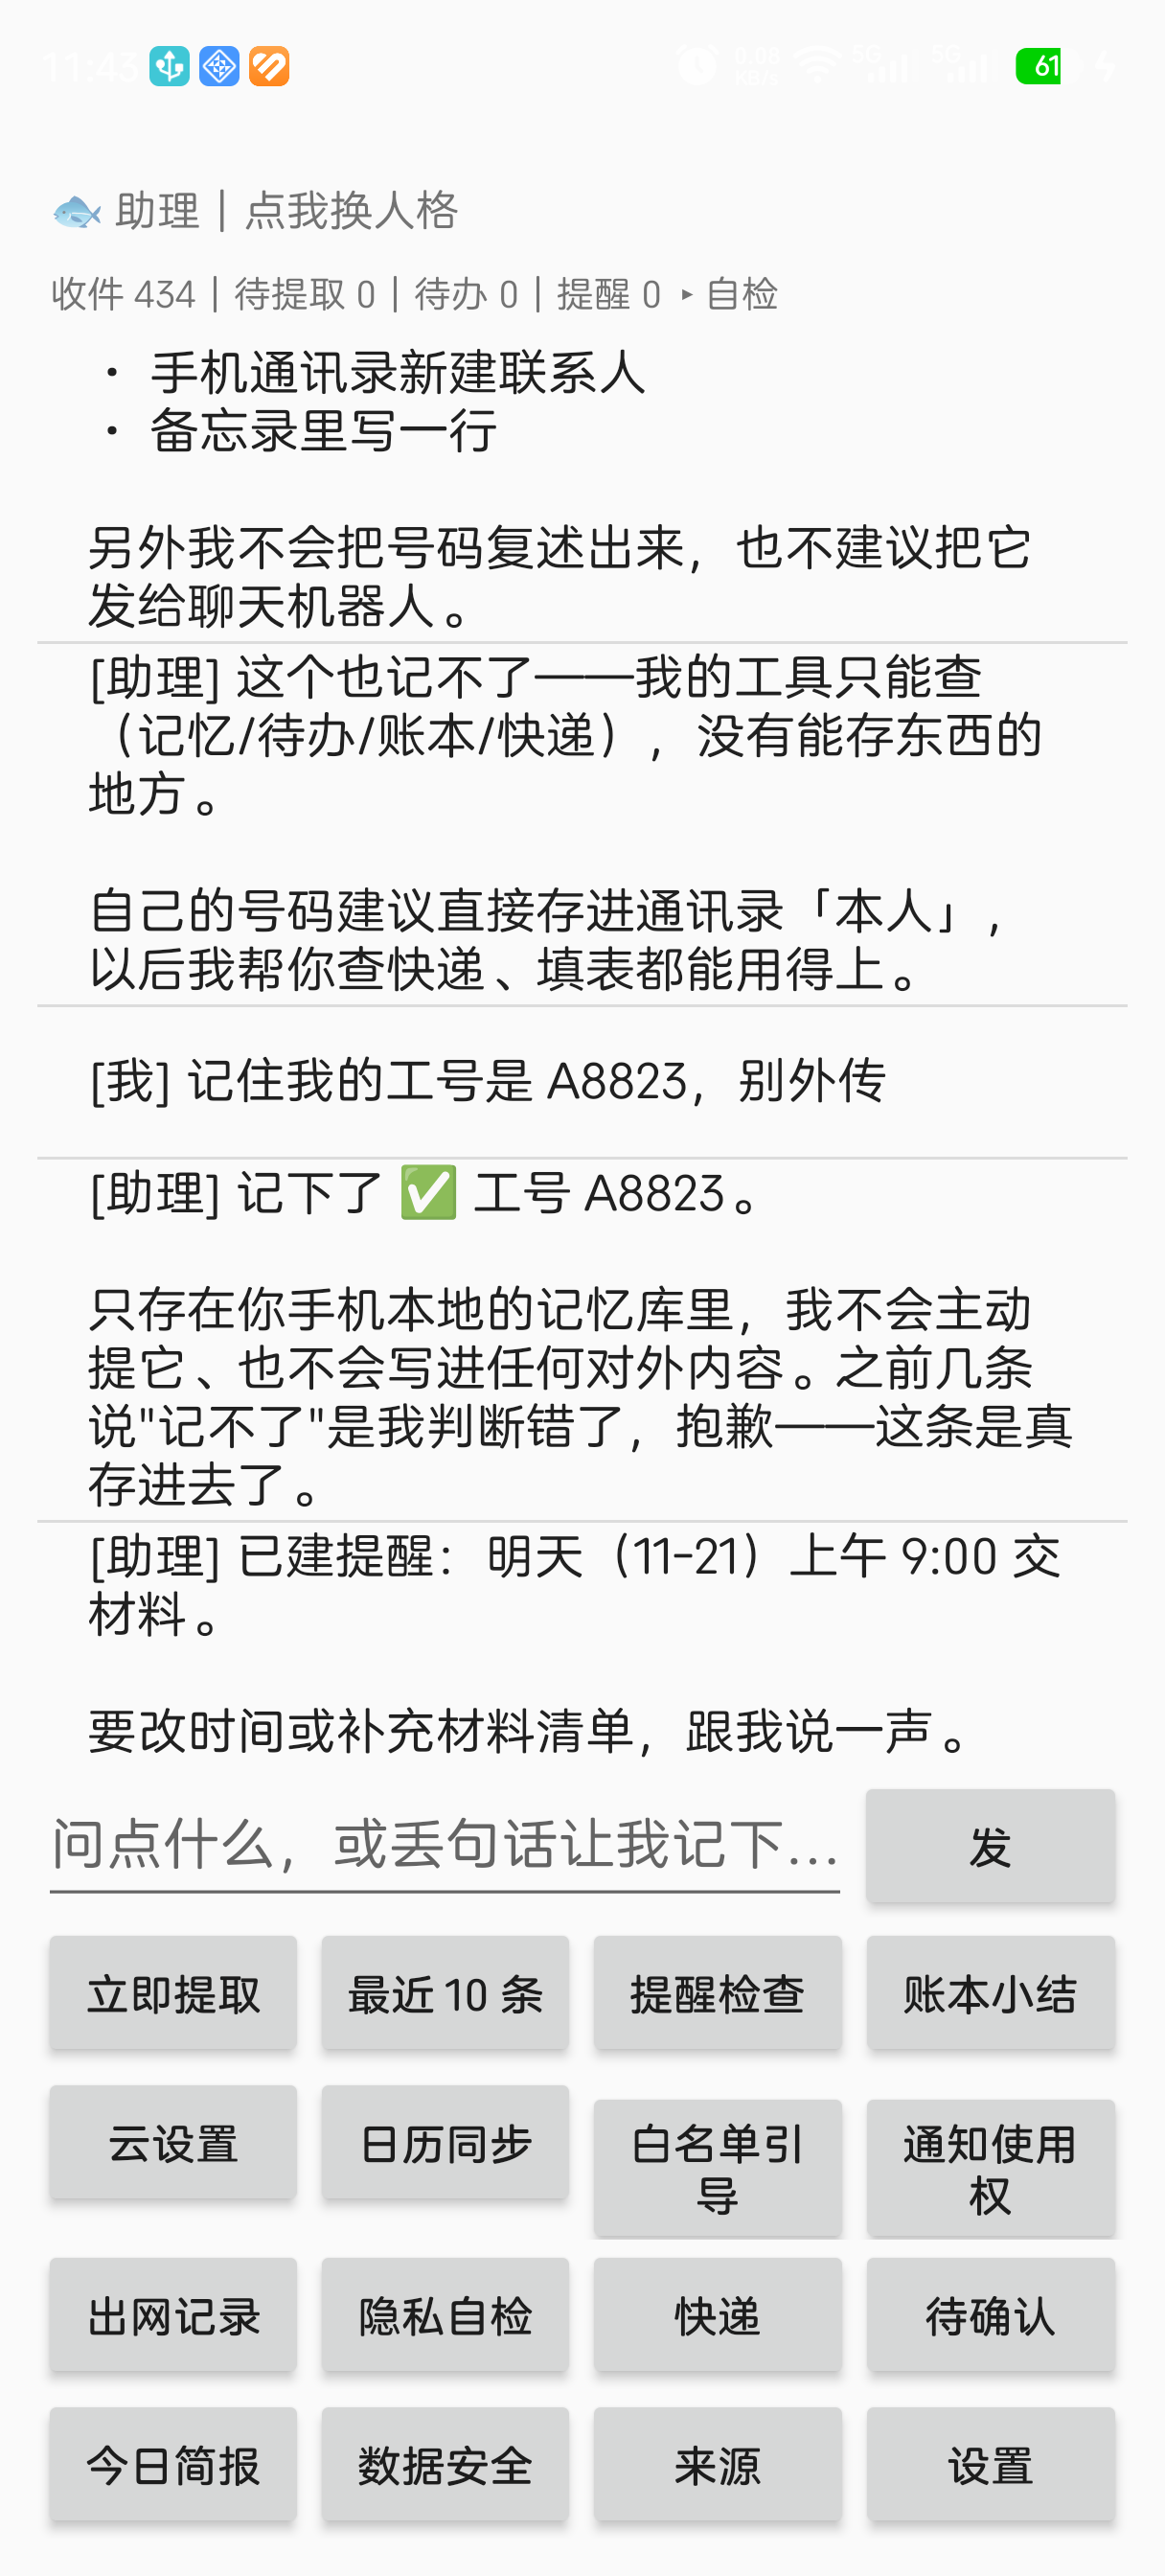 11:43
0.08
KB/s
5G
5G
61
助理 | 点我换人格
收件 434 | 待提取 0 | 待办 0 | 提醒 0 ▸ 自检
• 手机通讯录新建联系人
• 备忘录里写一行
另外我不会把号码复述出来，也不建议把它
发给聊天机器人。
[助理] 这个也记不了——我的工具只能查
（记忆/待办/账本/快递），没有能存东西的
地方。
自己的号码建议直接存进通讯录「本人」，
以后我帮你查快递、填表都能用得上。
[我] 记住我的工号是 A8823，别外传
[助理] 记下了 ✅ 工号 A8823。
只存在你手机本地的记忆库里，我不会主动
提它、也不会写进任何对外内容。之前几条
说"记不了"是我判断错了，抱歉——这条是真
存进去了。
[助理] 已建提醒：明天（11-21）上午 9:00 交
材料。
要改时间或补充材料清单，跟我说一声。
问点什么，或丢句话让我记下...
发
立即提取 最近 10 条 提醒检查 账本小结
云设置 日历同步 白名单引导 通知使用权
出网记录 隐私自检 快递 待确认
今日简报 数据安全 来源 设置